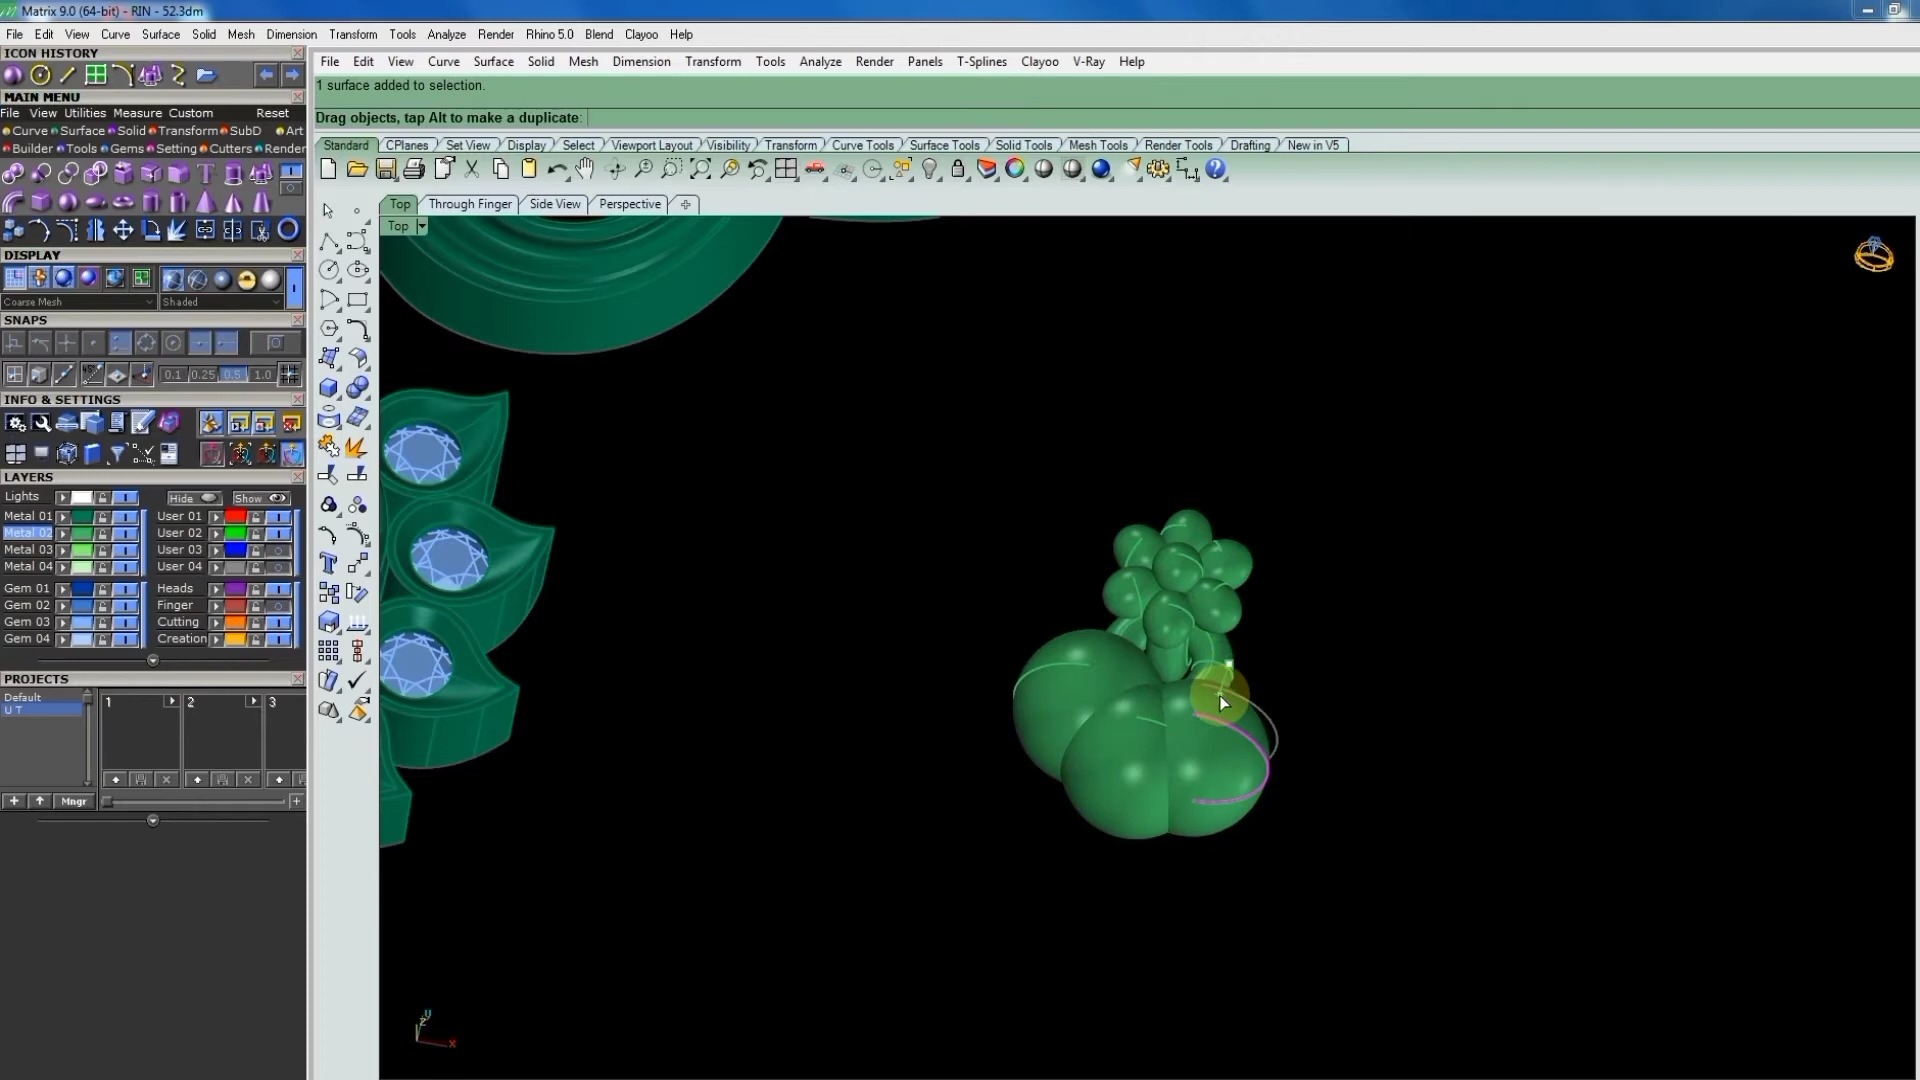 Matrix 9.0 (64-bit) - RIN - 52.3dm
File Edit View Curve Surface Solid Mesh Dimension Transform Tools Analyze Render Rhino 5.0 Blend Clayoo Help
ICON HISTORY
MAIN MENU
File View Utilities Measure Custom Reset
Curve Surface Solid Transform SubD Art
Builder Tools Gems Setting Cutters Render
DISPLAY
Coarse Mesh Shaded
SNAPS
0.1 0.25 0.5 1.0
INFO & SETTINGS
LAYERS
Lights Hide Show
Metal 01 User 01
Metal 02 User 02
Metal 03 User 03
Metal 04 User 04
Gem 01 Heads
Gem 02 Finger
Gem 03 Cutting
Gem 04 Creation
PROJECTS
Default
U T
1 2 3
Mngr
File Edit View Curve Surface Solid Mesh Dimension Transform Tools Analyze Render Panels T-Splines Clayoo V-Ray Help
1 surface added to selection.
Drag objects, tap Alt to make a duplicate:
Standard CPlanes Set View Display Select Viewport Layout Visibility Transform Curve Tools Surface Tools Solid Tools Mesh Tools Render Tools Drafting New in V5
Top Through Finger Side View Perspective
Top
y
z
x